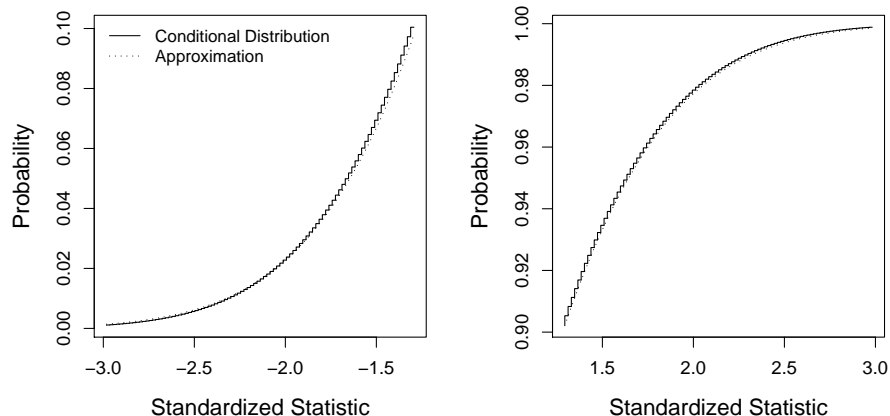 Conditional Distribution
Approximation
0.00
0.02
0.04
0.06
0.08
0.10
Probability
−3.0 −2.5 −2.0 −1.5
Standardized Statistic
0.90
0.92
0.94
0.96
0.98
1.00
Probability
1.5 2.0 2.5 3.0
Standardized Statistic